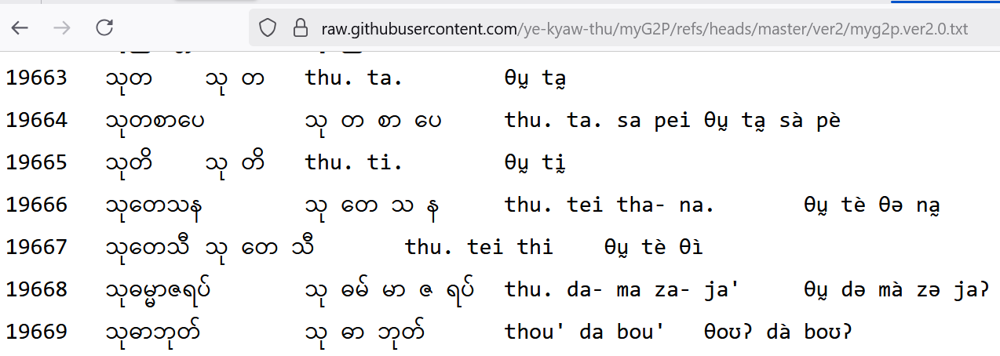 raw.githubusercontent.com/ye-kyaw-thu/myG2P/refs/heads/master/ver2/myg2p.ver2.0.txt
19663 သုတ သု တ thu. ta. θṵ ta̰
19664 သုတစာပေ သု တ စာ ပေ thu. ta. sa pei θṵ ta̰ sà pè
19665 သုတိ သု တိ thu. ti. θṵ tḭ
19666 သုတေသန သု တေ သ န thu. tei tha- na. θṵ tè θə na̰
19667 သုတေသီ သု တေ သီ thu. tei thi θṵ tè θì
19668 သုဓမ္မာဇရပ် သု ဓမ် မာ ဇ ရပ် thu. da- ma za- ja' θṵ də mà zə jaʔ
19669 သုဓာဘုတ် သု ဓာ ဘုတ် thou' da bou' θoʊʔ dà boʊʔ